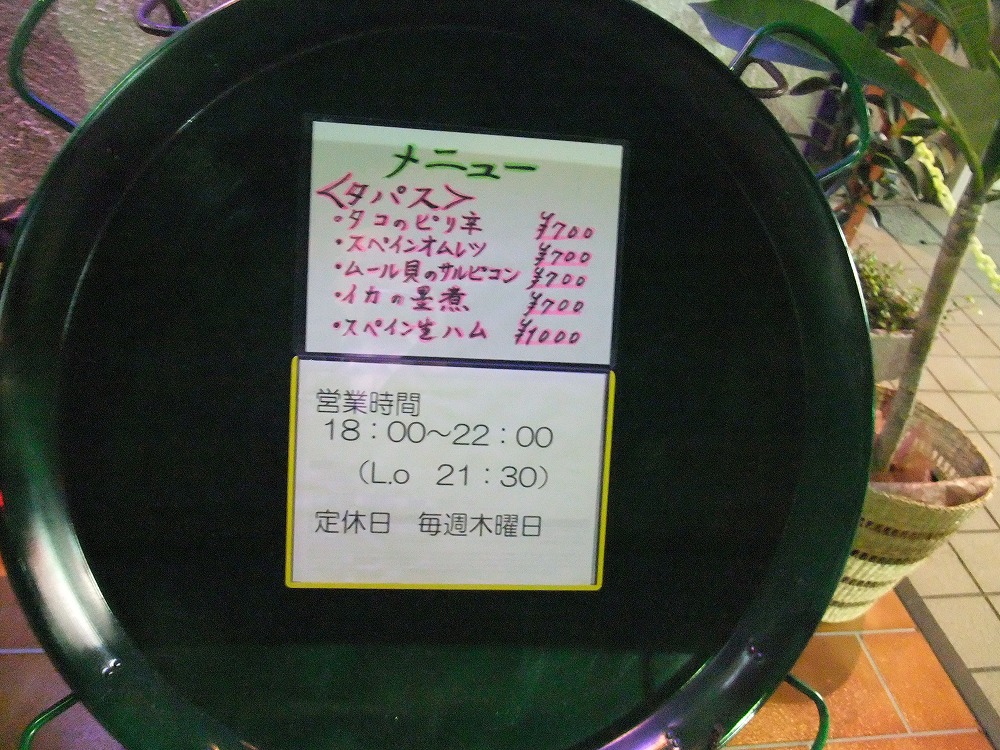 メニュー
<タパス>
・タコのピリ辛 ¥700
・スペインオムレツ ¥700
・ムール貝のサルピコン ¥700
・イカの墨煮 ¥700
・スペイン生ハム ¥1000
営業時間
18：00～22：00
（L.o 21：30）
定休日 毎週木曜日